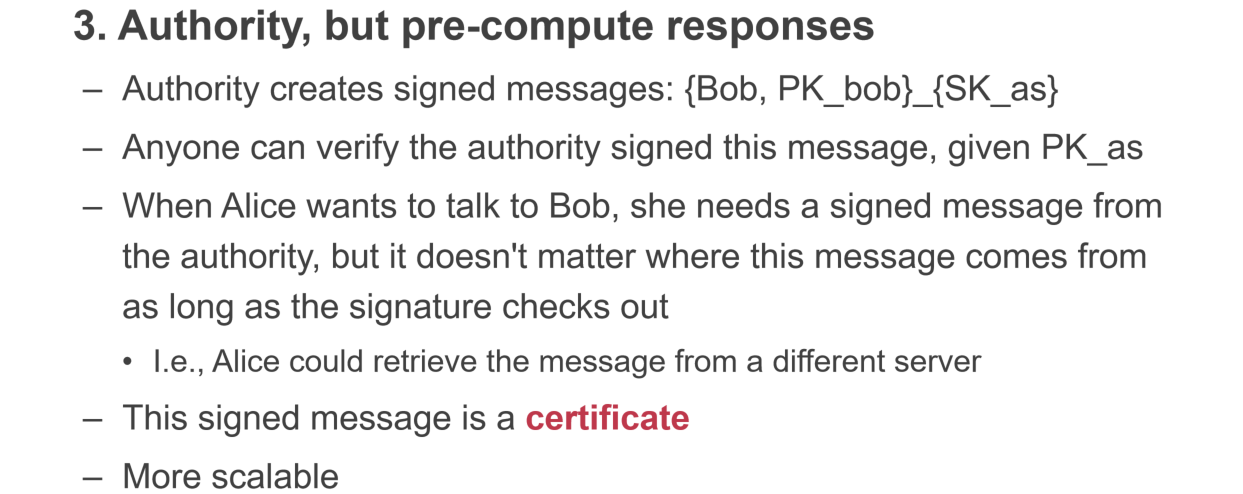 3. Authority, but pre-compute responses
– Authority creates signed messages: {Bob, PK_bob}_{SK_as}
– Anyone can verify the authority signed this message, given PK_as
– When Alice wants to talk to Bob, she needs a signed message from
the authority, but it doesn't matter where this message comes from
as long as the signature checks out
• I.e., Alice could retrieve the message from a different server
– This signed message is a certificate
– More scalable